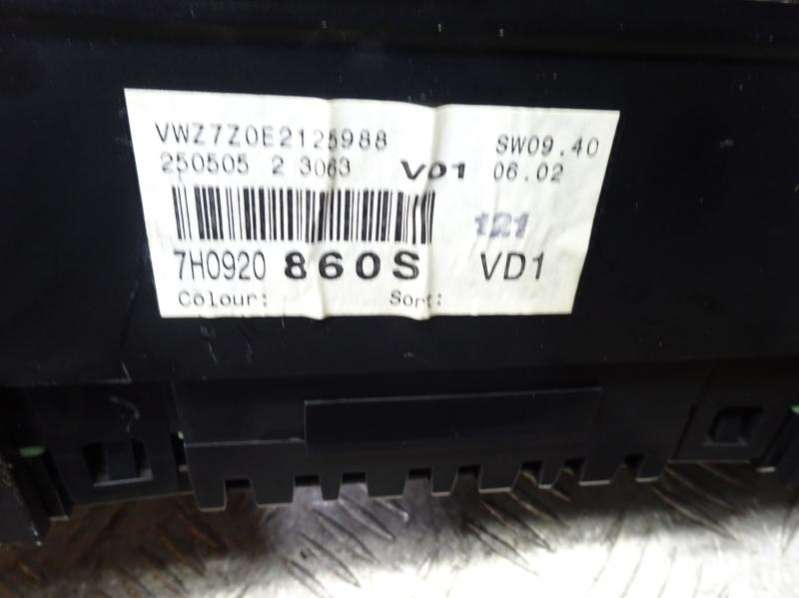 VWZ7Z0E2125988 SW09.40
250505 2 3063 VD1 06.02
121
7H0920 860S VD1
Colour: Sort: